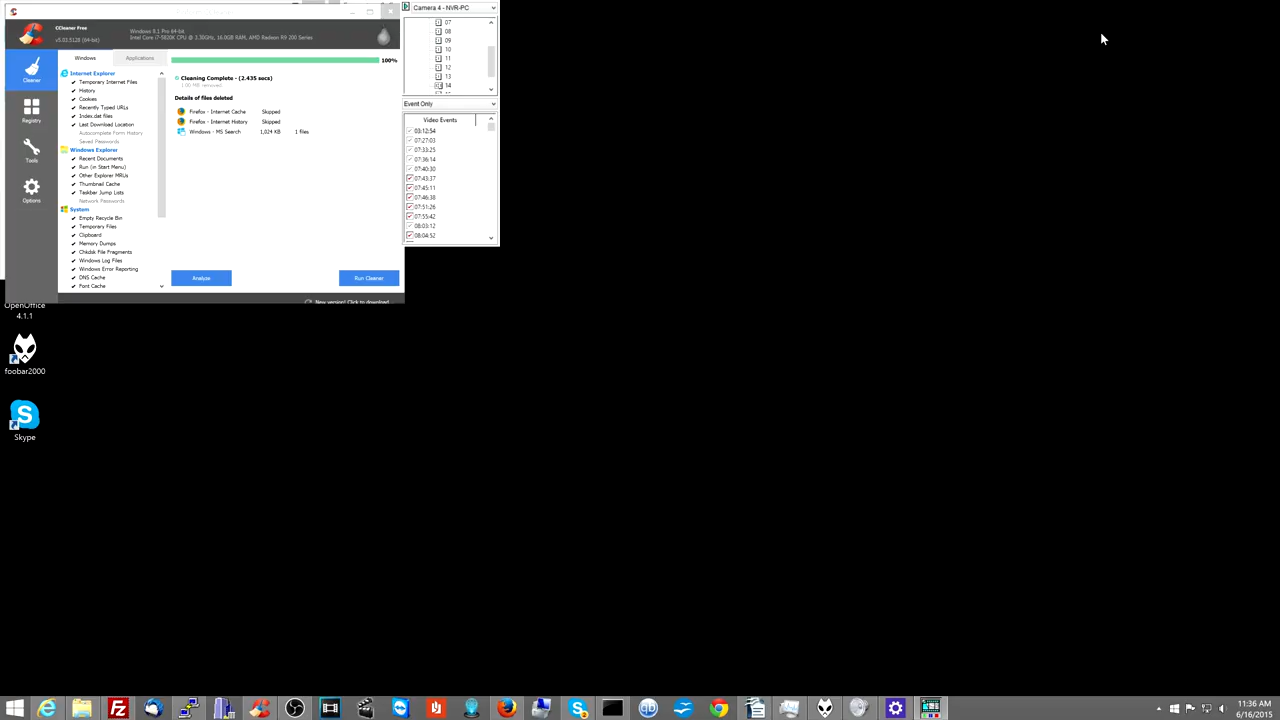 CCleaner Free
v5.03.5128 (64-bit)
Windows 8.1 Pro 64-bit
Intel Core i7-5820K CPU @ 3.30GHz, 16.0GB RAM, AMD Radeon R9 200 Series
Cleaner
Registry
Tools
Options
Windows
Applications
Internet Explorer
Temporary Internet Files
History
Cookies
Recently Typed URLs
Index.dat files
Last Download Location
Autocomplete Form History
Saved Passwords
Windows Explorer
Recent Documents
Run (in Start Menu)
Other Explorer MRUs
Thumbnail Cache
Taskbar Jump Lists
Network Passwords
System
Empty Recycle Bin
Temporary Files
Clipboard
Memory Dumps
Chkdsk File Fragments
Windows Log Files
Windows Error Reporting
DNS Cache
Font Cache
100%
Cleaning Complete - (2.435 secs)
1.00 MB removed
Details of files deleted
Firefox - Internet Cache Skipped
Firefox - Internet History Skipped
Windows - MS Search 1,024 KB 1 files
Analyze
Run Cleaner
New version! Click to download...
Camera 4 - NVR-PC
07
08
09
10
11
12
13
14
Event Only
Video Events
03:12:54
07:27:03
07:33:25
07:36:14
07:40:30
07:43:37
07:45:11
07:46:38
07:51:26
07:55:42
08:03:12
08:04:52
OpenOffice
4.1.1
foobar2000
Skype
11:36 AM
6/16/2015